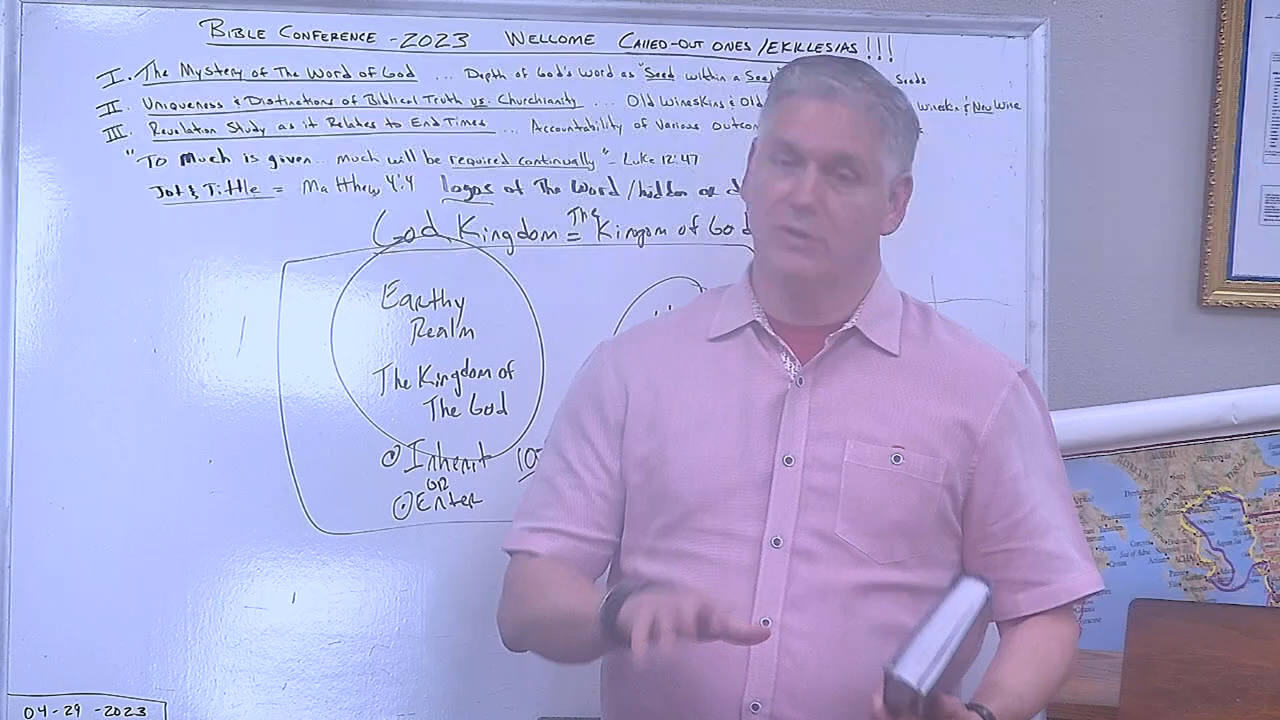 BIBLE CONFERENCE -2023 WELLCOME CALLED-OUT ONES/EKKLESIAS!!!
I. The Mystery of The Word of God ... Depth of God's Word as "Seed within a Seed" Seeds
II. Uniqueness & Distinctions of Biblical Truth vs. Churchianity ... Old Wineskins & Old Wineskin & New Wine
III. Revelation Study as it Relates to End Times ... Accountability of Various Outcom
"To Much is given... much will be required continually" - Luke 12:47
Jot & Tittle = Matthew 4:4 logos of The Word/hidden or d
God Kingdom = The Kingom of God
Earthy
Realm
The Kingdom of
The God
Inherit
OR
Enter
04-29-2023